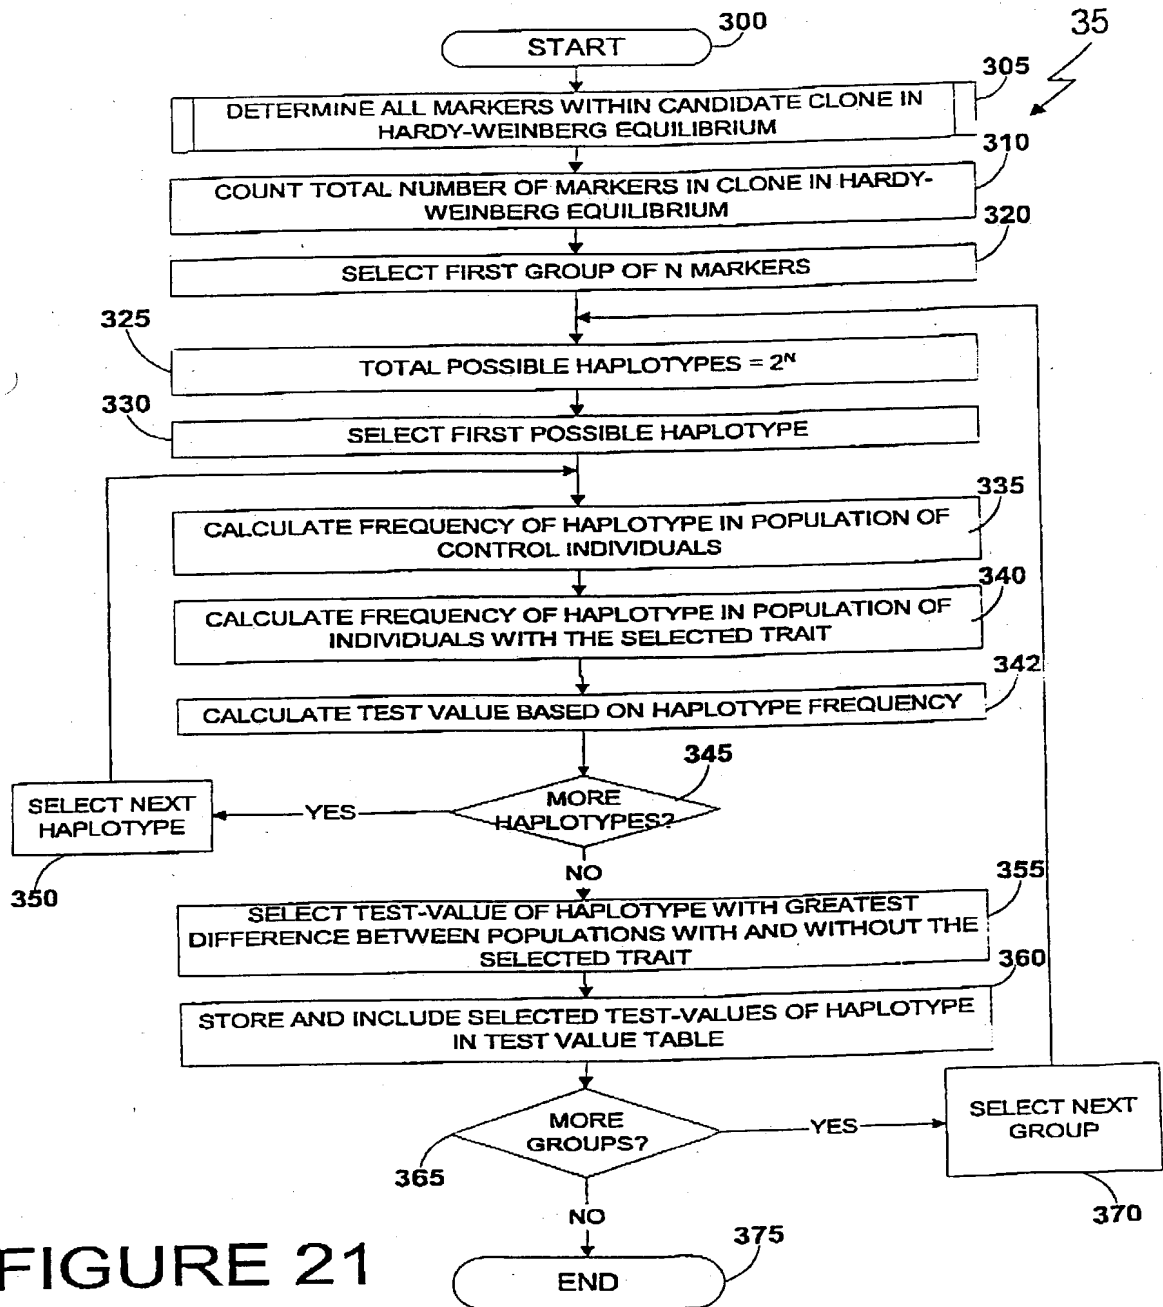 300
35
START
305
DETERMINE ALL MARKERS WITHIN CANDIDATE CLONE IN
HARDY-WEINBERG EQUILIBRIUM
310
COUNT TOTAL NUMBER OF MARKERS IN CLONE IN HARDY-
WEINBERG EQUILIBRIUM
320
SELECT FIRST GROUP OF N MARKERS
325
TOTAL POSSIBLE HAPLOTYPES = 2ᴺ
330
SELECT FIRST POSSIBLE HAPLOTYPE
335
CALCULATE FREQUENCY OF HAPLOTYPE IN POPULATION OF
CONTROL INDIVIDUALS
340
CALCULATE FREQUENCY OF HAPLOTYPE IN POPULATION OF
INDIVIDUALS WITH THE SELECTED TRAIT
342
CALCULATE TEST VALUE BASED ON HAPLOTYPE FREQUENCY
345
MORE
HAPLOTYPES?
YES
SELECT NEXT
HAPLOTYPE
350
NO
355
SELECT TEST-VALUE OF HAPLOTYPE WITH GREATEST
DIFFERENCE BETWEEN POPULATIONS WITH AND WITHOUT THE
SELECTED TRAIT
360
STORE AND INCLUDE SELECTED TEST-VALUES OF HAPLOTYPE
IN TEST VALUE TABLE
MORE
GROUPS?
365
YES
SELECT NEXT
GROUP
370
NO
375
END
FIGURE 21